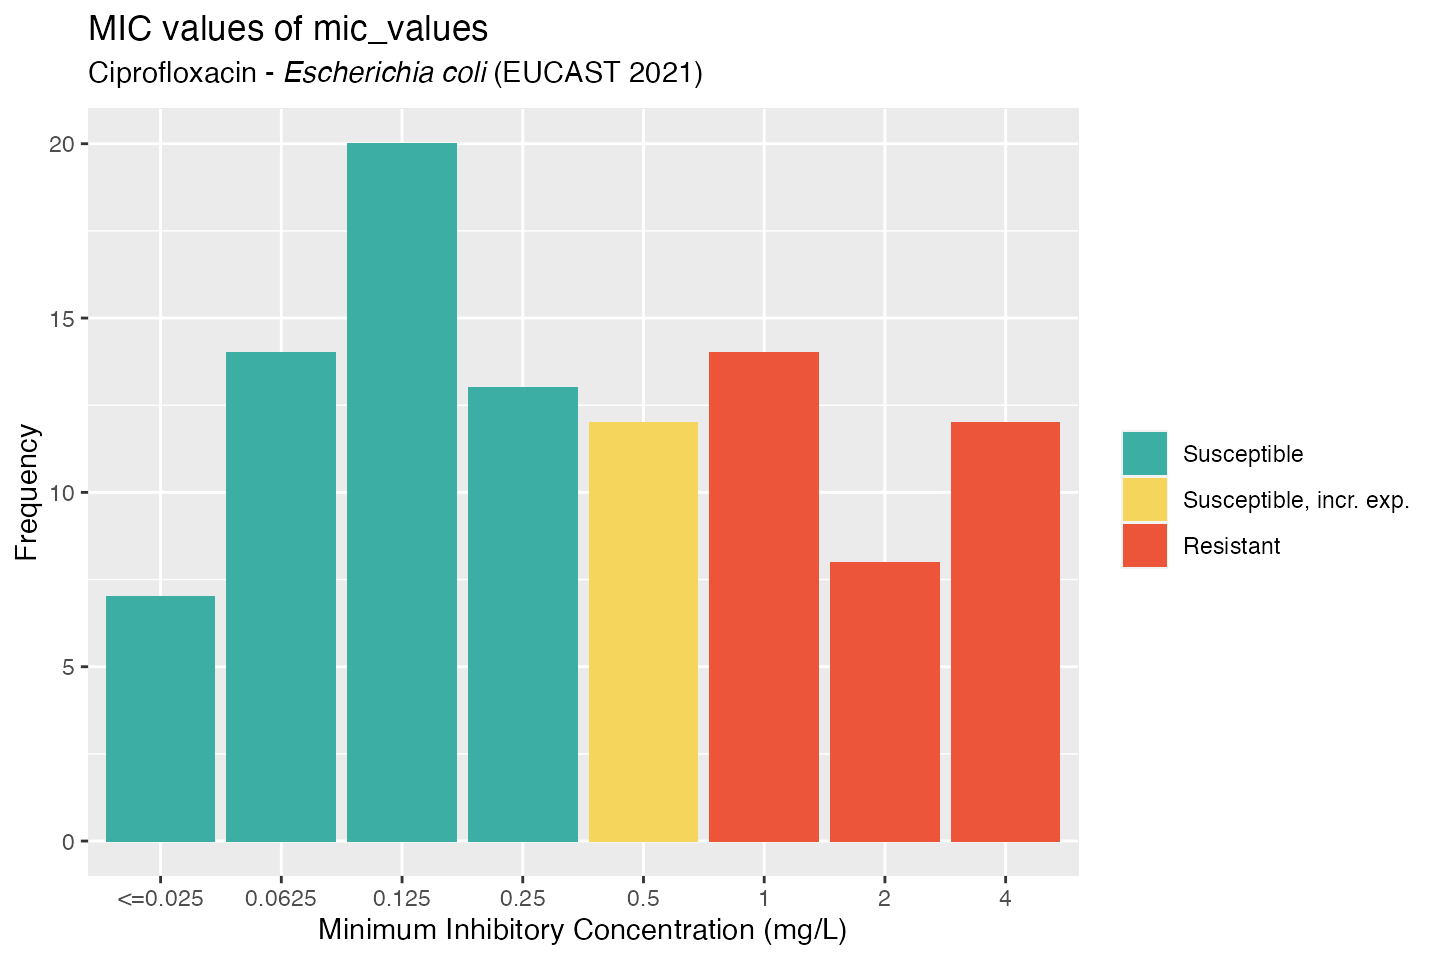 MIC values of mic_values
Ciprofloxacin - Escherichia coli (EUCAST 2021)
20
15
10
5
0
Frequency
<=0.025 0.0625 0.125 0.25 0.5 1 2 4
Minimum Inhibitory Concentration (mg/L)
Susceptible
Susceptible, incr. exp.
Resistant